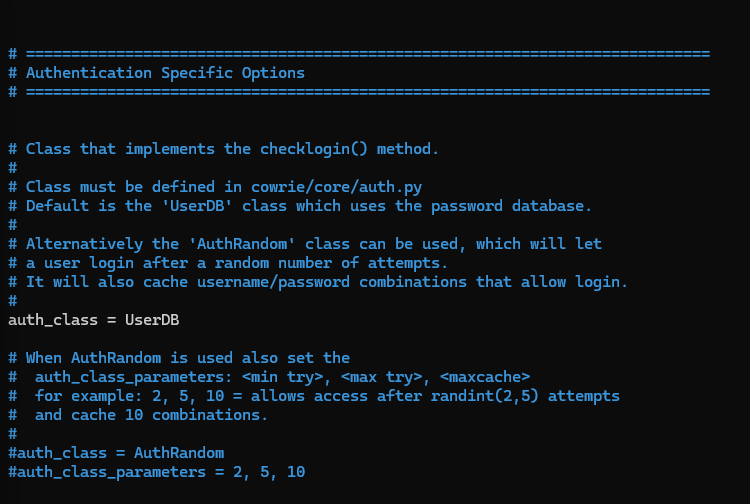 # ============================================================================
# Authentication Specific Options
# ============================================================================
# Class that implements the checklogin() method.
#
# Class must be defined in cowrie/core/auth.py
# Default is the 'UserDB' class which uses the password database.
#
# Alternatively the 'AuthRandom' class can be used, which will let
# a user login after a random number of attempts.
# It will also cache username/password combinations that allow login.
#
auth_class = UserDB
# When AuthRandom is used also set the
#  auth_class_parameters: <min try>, <max try>, <maxcache>
#  for example: 2, 5, 10 = allows access after randint(2,5) attempts
#  and cache 10 combinations.
#
#auth_class = AuthRandom
#auth_class_parameters = 2, 5, 10